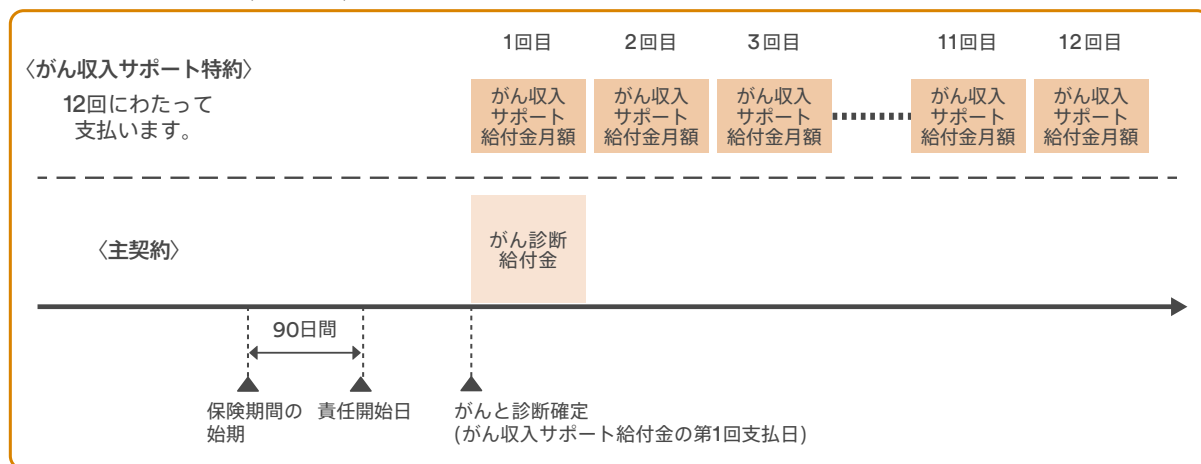 1回目
2回目
3回目
11回目
12回目
〈がん収入サポート特約〉
12回にわたって
支払います。
がん収入
サポート
給付金月額
がん収入
サポート
給付金月額
がん収入
サポート
給付金月額
がん収入
サポート
給付金月額
がん収入
サポート
給付金月額
〈主契約〉
がん診断
給付金
90日間
保険期間の
始期
責任開始日
がんと診断確定
(がん収入サポート給付金の第1回支払日)